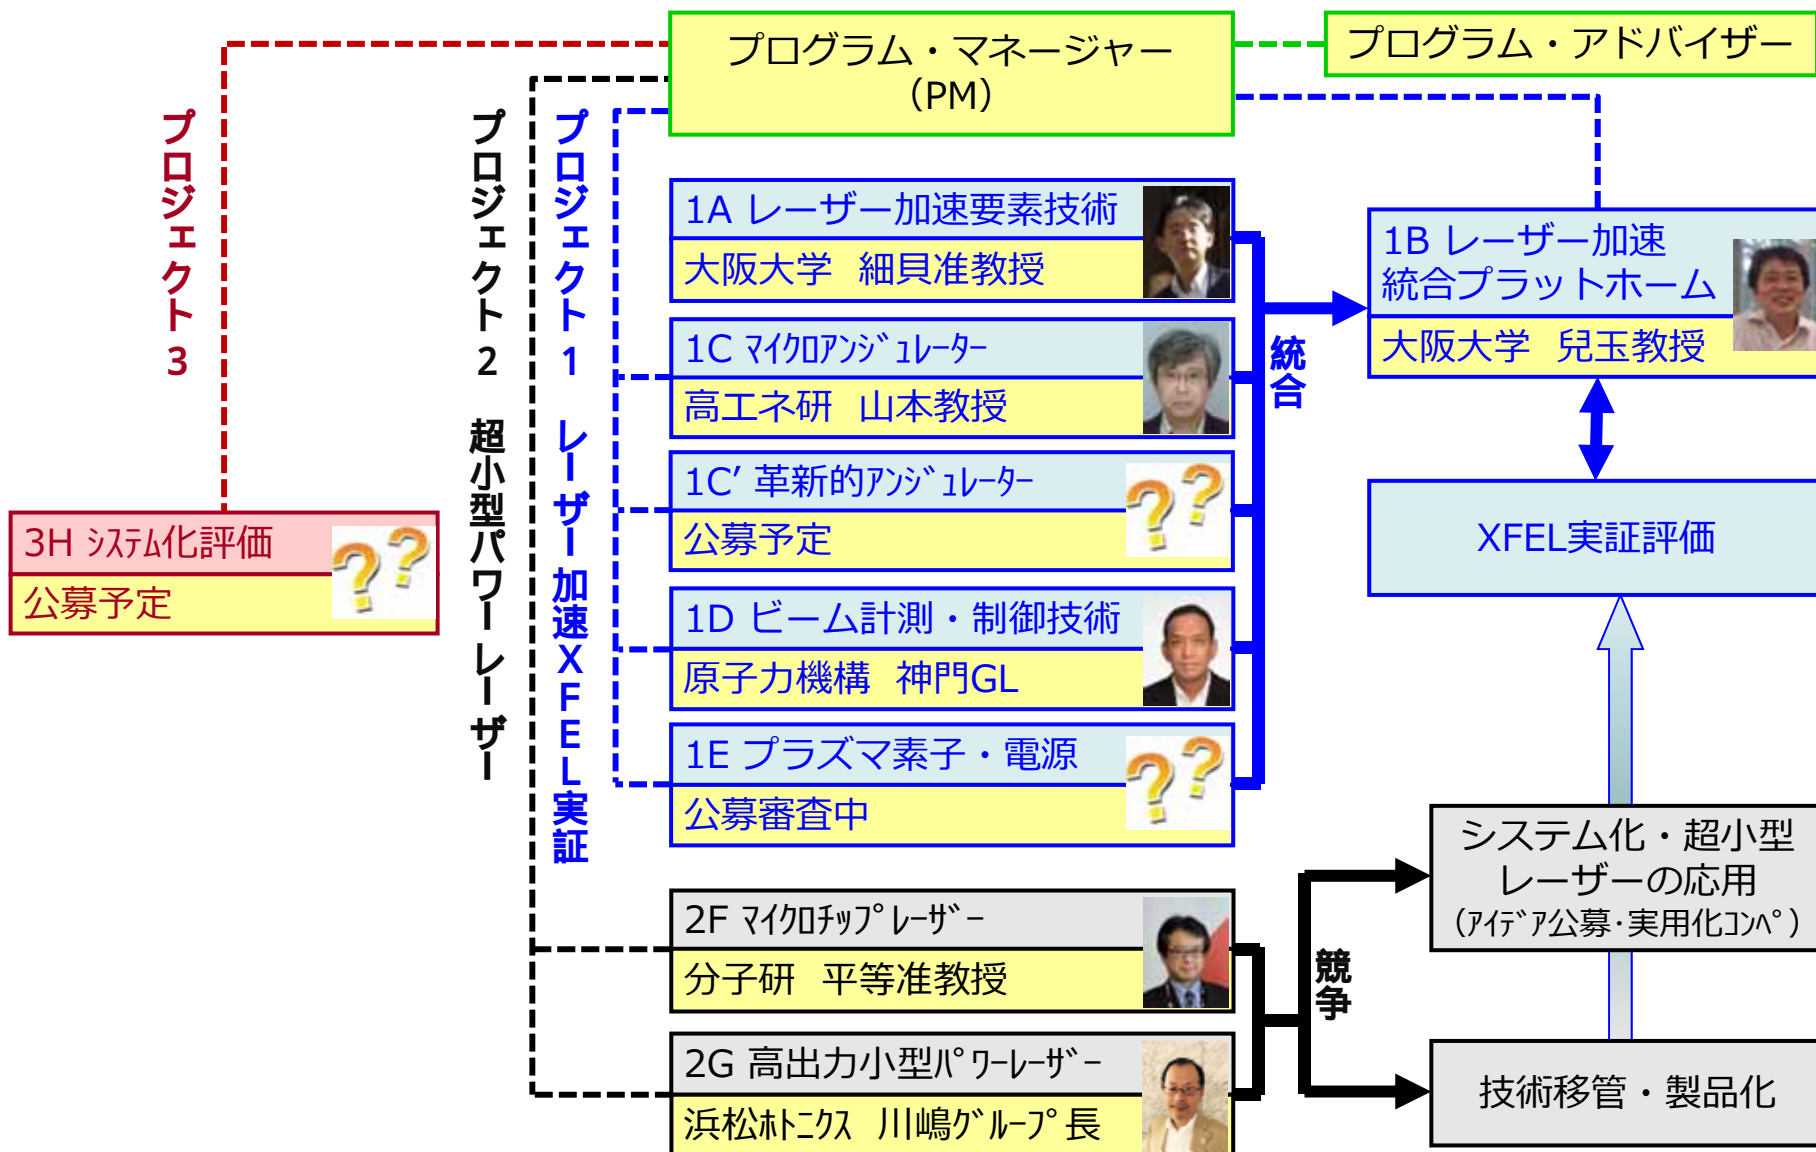 プログラム・マネージャー
（PM）
プログラム・アドバイザー
プロジェクト3
プロジェクト2 超小型パワーレーザー
プロジェクト1 レーザー加速XFEL実証
1A レーザー加速要素技術
大阪大学 細貝准教授
1C ﾏｲｸﾛｱﾝｼﾞｭﾚｰﾀｰ
高エネ研 山本教授
1C’ 革新的ｱﾝｼﾞｭﾚｰﾀｰ
公募予定
1D ビーム計測・制御技術
原子力機構 神門GL
1E プラズマ素子・電源
公募審査中
統合
1B レーザー加速
統合プラットホーム
大阪大学 兒玉教授
XFEL実証評価
3H ｼｽﾃﾑ化評価
公募予定
2F ﾏｲｸﾛﾁｯﾌﾟﾚｰｻﾞｰ
分子研 平等准教授
2G 高出力小型ﾊﾟﾜｰﾚｰｻﾞｰ
浜松ﾎﾄﾆｸｽ 川嶋ｸﾞﾙｰﾌﾟ長
競争
システム化・超小型
レーザーの応用
（ｱｲﾃﾞｱ公募･実用化ｺﾝﾍﾟ）
技術移管・製品化